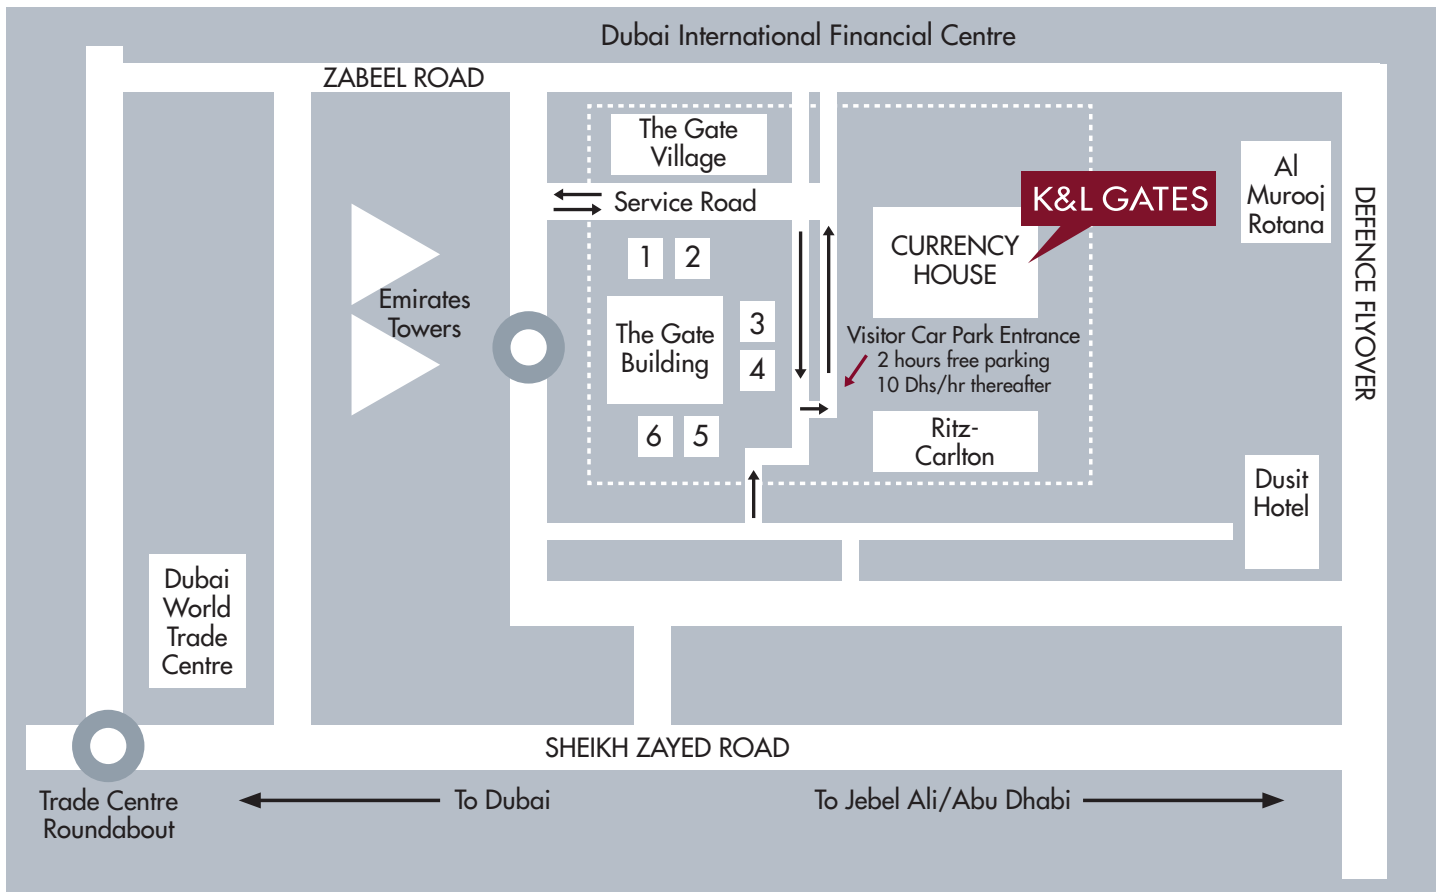 Dubai International Financial Centre
ZABEEL ROAD
The Gate
Village
Service Road
K&L GATES
Al
Murooj
Rotana
DEFENCE FLYOVER
CURRENCY
HOUSE
1
2
Emirates
Towers
The Gate
Building
3
4
Visitor Car Park Entrance
2 hours free parking
10 Dhs/hr thereafter
6
5
Ritz-
Carlton
Dusit
Hotel
Dubai
World
Trade
Centre
SHEIKH ZAYED ROAD
Trade Centre
Roundabout
To Dubai
To Jebel Ali/Abu Dhabi